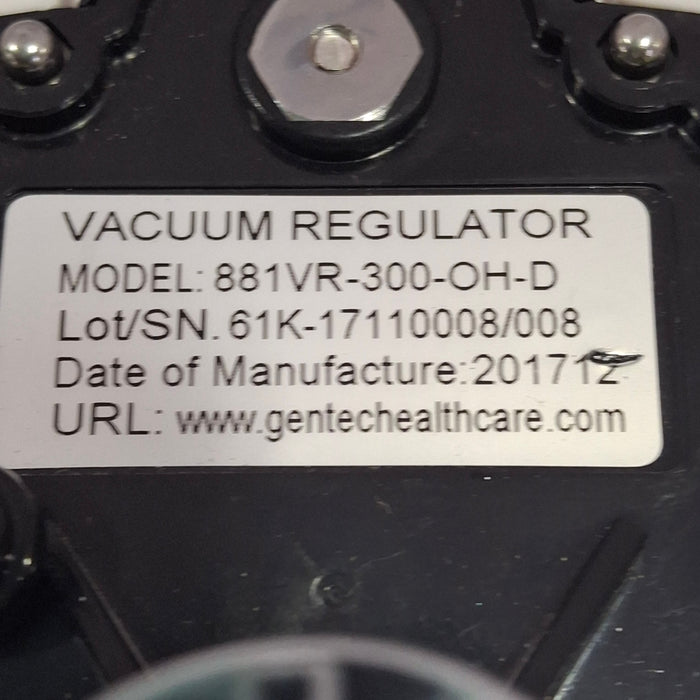 VACUUM REGULATOR
MODEL: 881VR-300-OH-D
Lot/SN. 61K-17110008/008
Date of Manufacture:201712
URL: www.gentechealthcare.com